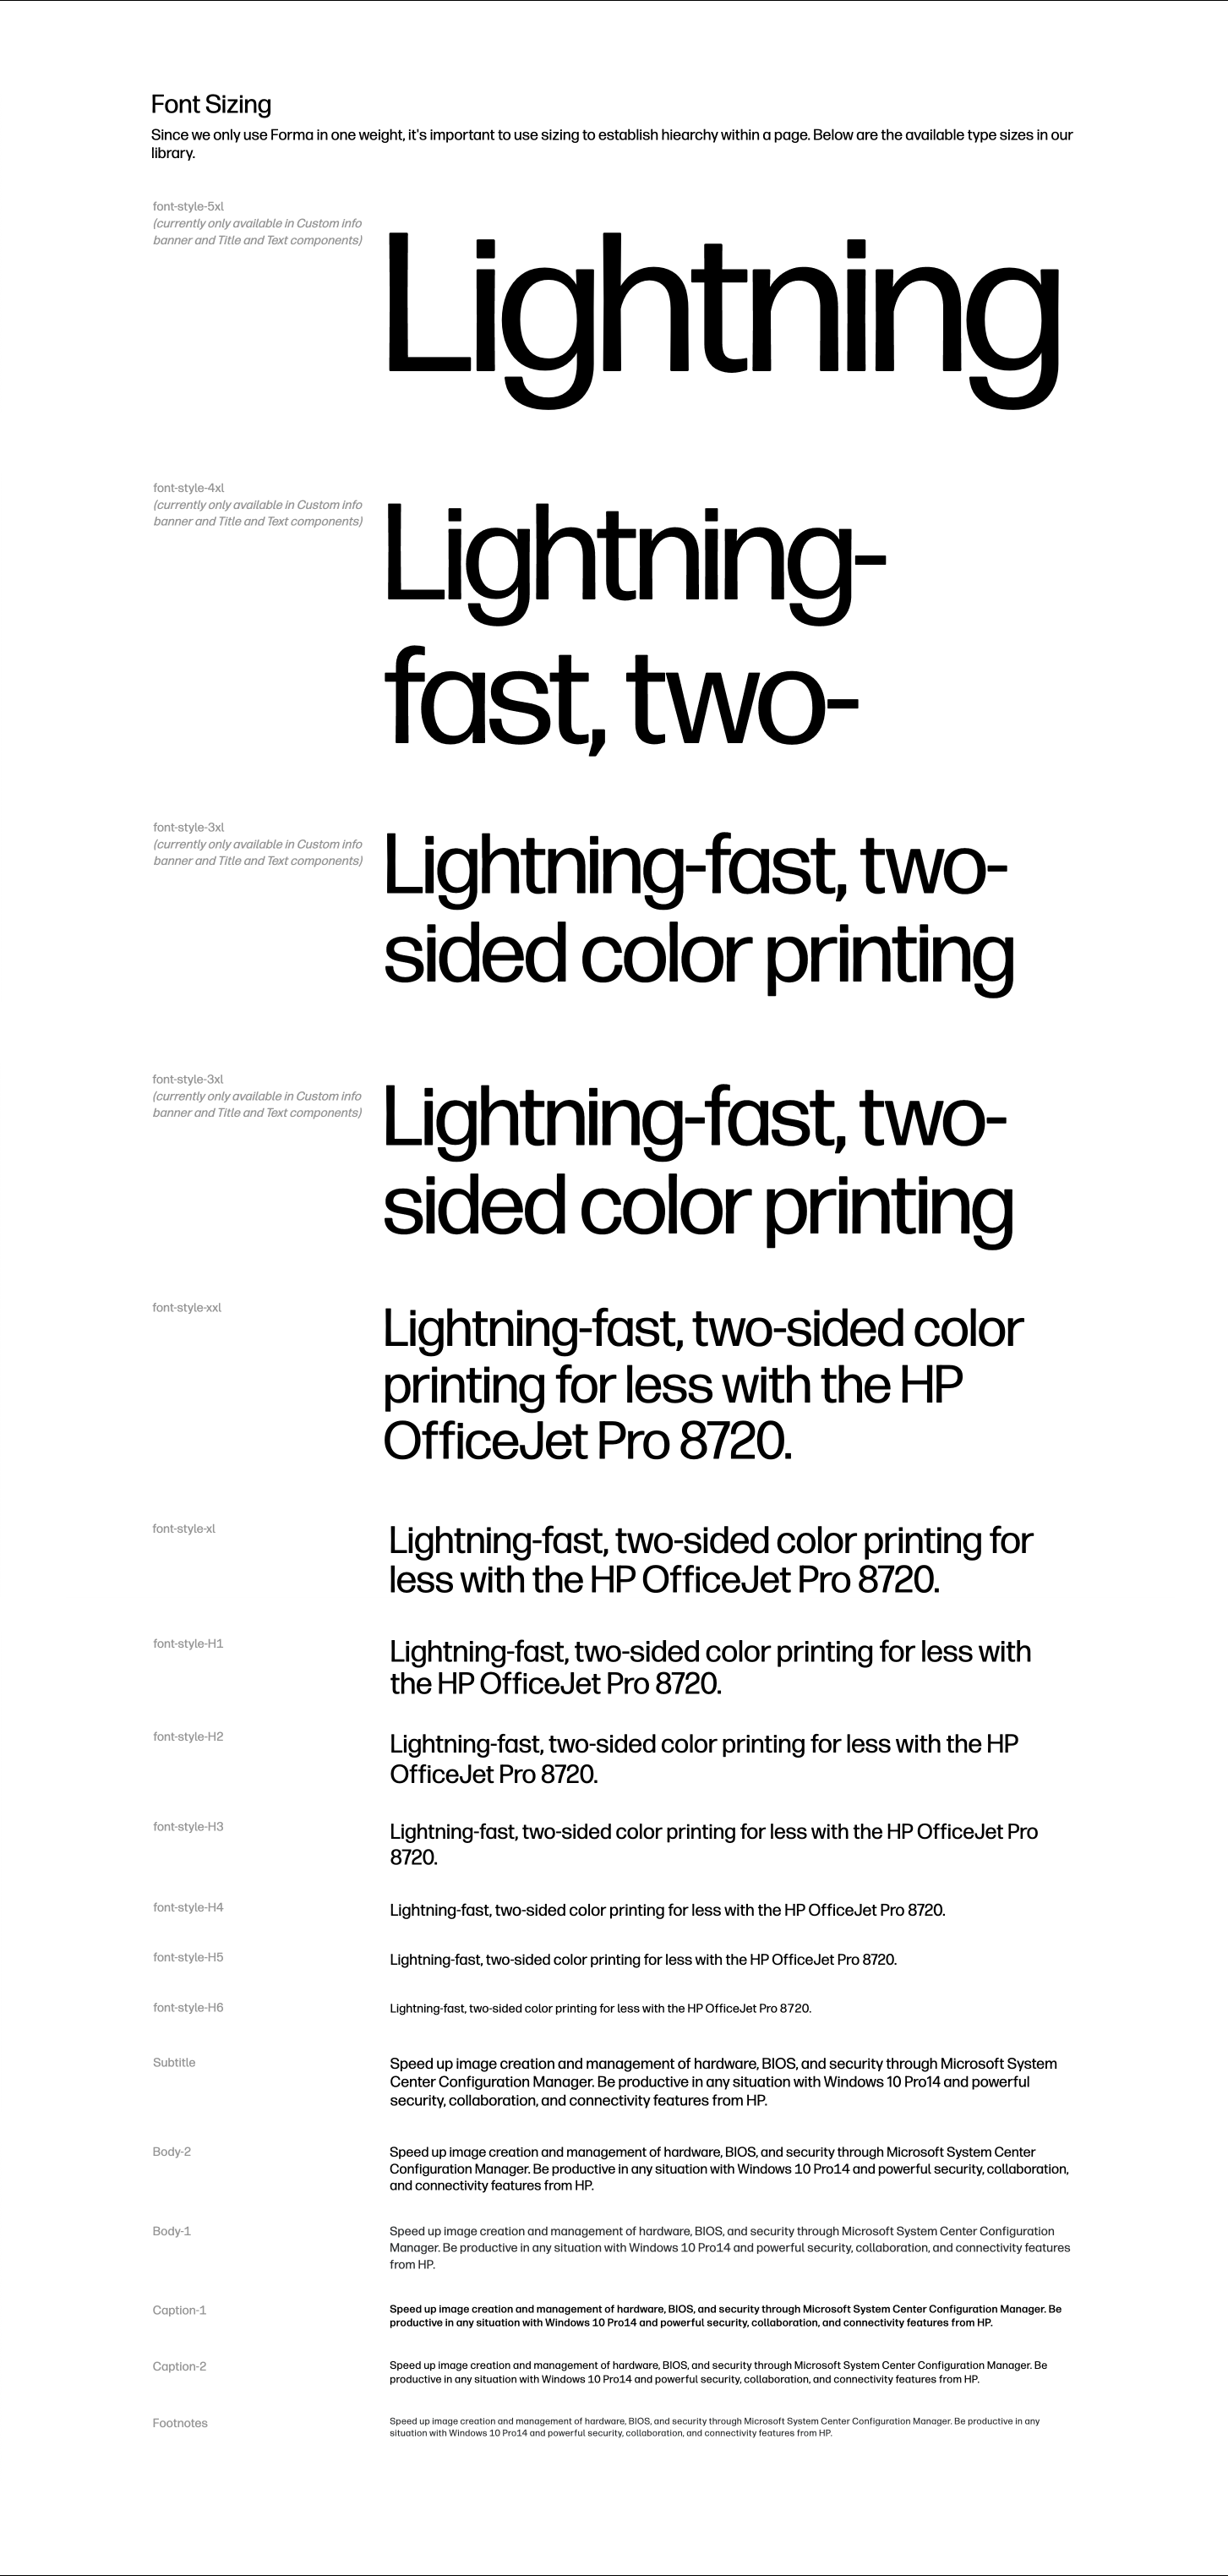 Font Sizing
Since we only use Forma in one weight, it's important to use sizing to establish hiearchy within a page. Below are the available type sizes in our
library.
font-style-5xl
(currently only available in Custom info
banner and Title and Text components)
Lightning
font-style-4xl
(currently only available in Custom info
banner and Title and Text components)
Lightning-
fast, two-
font-style-3xl
(currently only available in Custom info
banner and Title and Text components)
Lightning-fast, two-
sided color printing
font-style-3xl
(currently only available in Custom info
banner and Title and Text components)
Lightning-fast, two-
sided color printing
font-style-xxl
Lightning-fast, two-sided color
printing for less with the HP
OfficeJet Pro 8720.
font-style-xl
Lightning-fast, two-sided color printing for
less with the HP OfficeJet Pro 8720.
font-style-H1
Lightning-fast, two-sided color printing for less with
the HP OfficeJet Pro 8720.
font-style-H2
Lightning-fast, two-sided color printing for less with the HP
OfficeJet Pro 8720.
font-style-H3
Lightning-fast, two-sided color printing for less with the HP OfficeJet Pro
8720.
font-style-H4
Lightning-fast, two-sided color printing for less with the HP OfficeJet Pro 8720.
font-style-H5
Lightning-fast, two-sided color printing for less with the HP OfficeJet Pro 8720.
font-style-H6
Lightning-fast, two-sided color printing for less with the HP OfficeJet Pro 8720.
Subtitle
Speed up image creation and management of hardware, BIOS, and security through Microsoft System
Center Configuration Manager. Be productive in any situation with Windows 10 Pro14 and powerful
security, collaboration, and connectivity features from HP.
Body-2
Speed up image creation and management of hardware, BIOS, and security through Microsoft System Center
Configuration Manager. Be productive in any situation with Windows 10 Pro14 and powerful security, collaboration,
and connectivity features from HP.
Body-1
Speed up image creation and management of hardware, BIOS, and security through Microsoft System Center Configuration
Manager. Be productive in any situation with Windows 10 Pro14 and powerful security, collaboration, and connectivity features
from HP.
Caption-1
Speed up image creation and management of hardware, BIOS, and security through Microsoft System Center Configuration Manager. Be
productive in any situation with Windows 10 Pro14 and powerful security, collaboration, and connectivity features from HP.
Caption-2
Speed up image creation and management of hardware, BIOS, and security through Microsoft System Center Configuration Manager. Be
productive in any situation with Windows 10 Pro14 and powerful security, collaboration, and connectivity features from HP.
Footnotes
Speed up image creation and management of hardware, BIOS, and security through Microsoft System Center Configuration Manager. Be productive in any
situation with Windows 10 Pro14 and powerful security, collaboration, and connectivity features from HP.